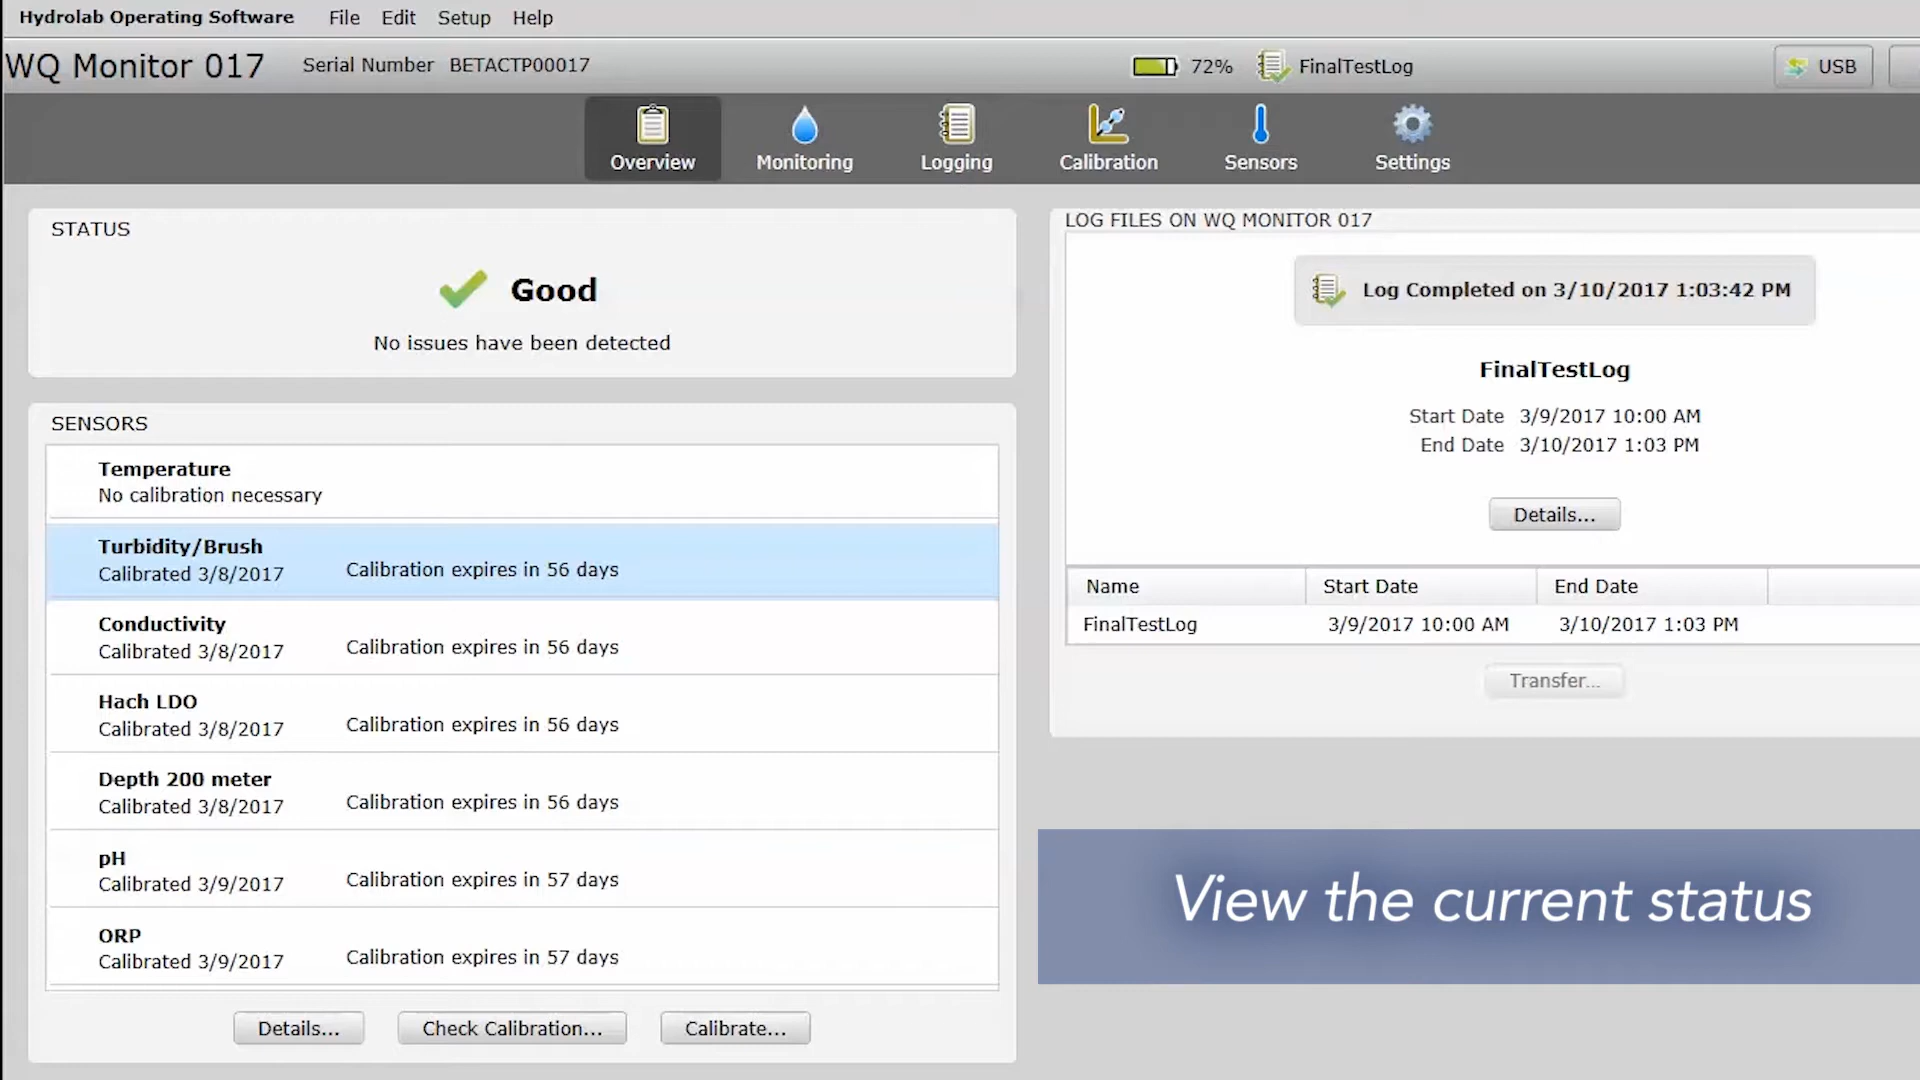 Hydrolab Operating Software File Edit Setup Help
WQ Monitor 017 Serial Number BETACTP00017 72% FinalTestLog USB
Overview Monitoring Logging Calibration Sensors Settings
STATUS
Good
No issues have been detected
SENSORS
Temperature
No calibration necessary
Turbidity/Brush
Calibrated 3/8/2017 Calibration expires in 56 days
Conductivity
Calibrated 3/8/2017 Calibration expires in 56 days
Hach LDO
Calibrated 3/8/2017 Calibration expires in 56 days
Depth 200 meter
Calibrated 3/8/2017 Calibration expires in 56 days
pH
Calibrated 3/9/2017 Calibration expires in 57 days
ORP
Calibrated 3/9/2017 Calibration expires in 57 days
Details... Check Calibration... Calibrate...
LOG FILES ON WQ MONITOR 017
Log Completed on 3/10/2017 1:03:42 PM
FinalTestLog
Start Date 3/9/2017 10:00 AM
End Date 3/10/2017 1:03 PM
Details...
Name Start Date End Date
FinalTestLog 3/9/2017 10:00 AM 3/10/2017 1:03 PM
Transfer...
View the current status